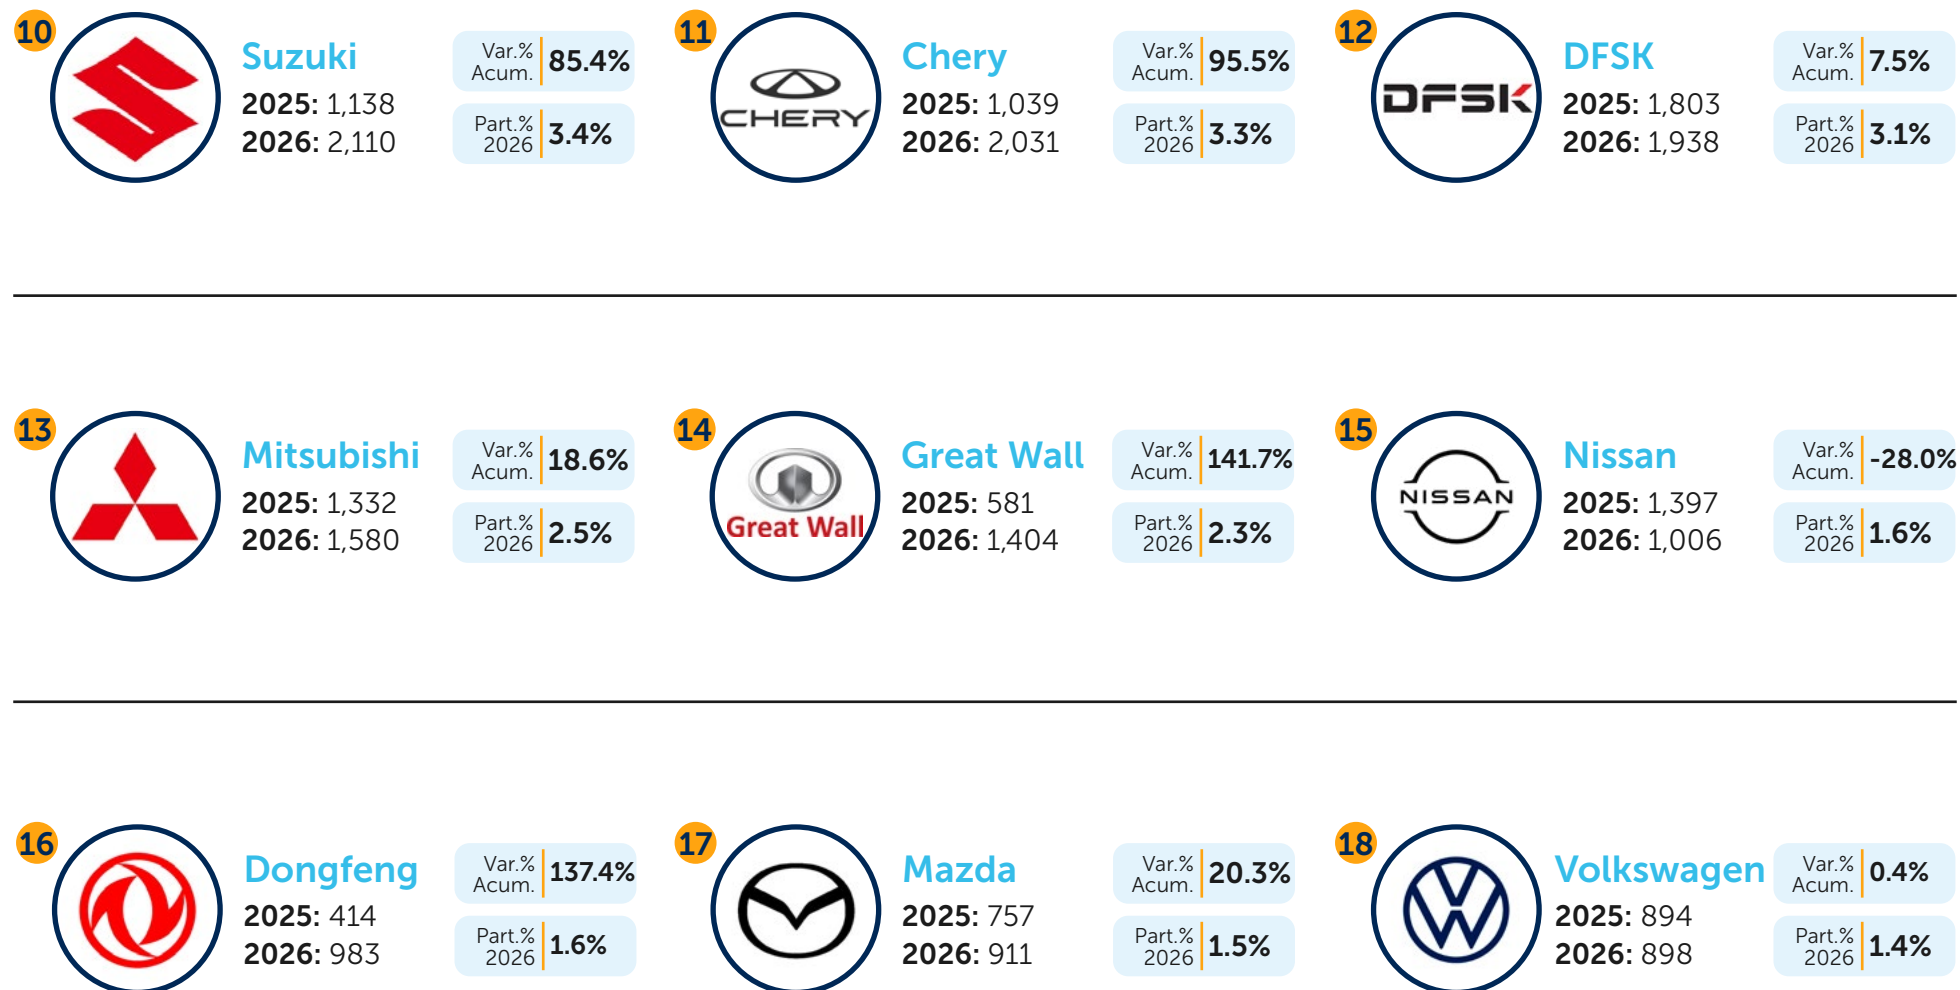 10
Suzuki
2025: 1,138
2026: 2,110
Var.%
Acum.
85.4%
Part.%
2026
3.4%
11
CHERY
Chery
2025: 1,039
2026: 2,031
Var.%
Acum.
95.5%
Part.%
2026
3.3%
12
DFSK
DFSK
2025: 1,803
2026: 1,938
Var.%
Acum.
7.5%
Part.%
2026
3.1%
13
Mitsubishi
2025: 1,332
2026: 1,580
Var.%
Acum.
18.6%
Part.%
2026
2.5%
14
Great Wall
Great Wall
2025: 581
2026: 1,404
Var.%
Acum.
141.7%
Part.%
2026
2.3%
15
NISSAN
Nissan
2025: 1,397
2026: 1,006
Var.%
Acum.
-28.0%
Part.%
2026
1.6%
16
Dongfeng
2025: 414
2026: 983
Var.%
Acum.
137.4%
Part.%
2026
1.6%
17
Mazda
2025: 757
2026: 911
Var.%
Acum.
20.3%
Part.%
2026
1.5%
18
Volkswagen
2025: 894
2026: 898
Var.%
Acum.
0.4%
Part.%
2026
1.4%